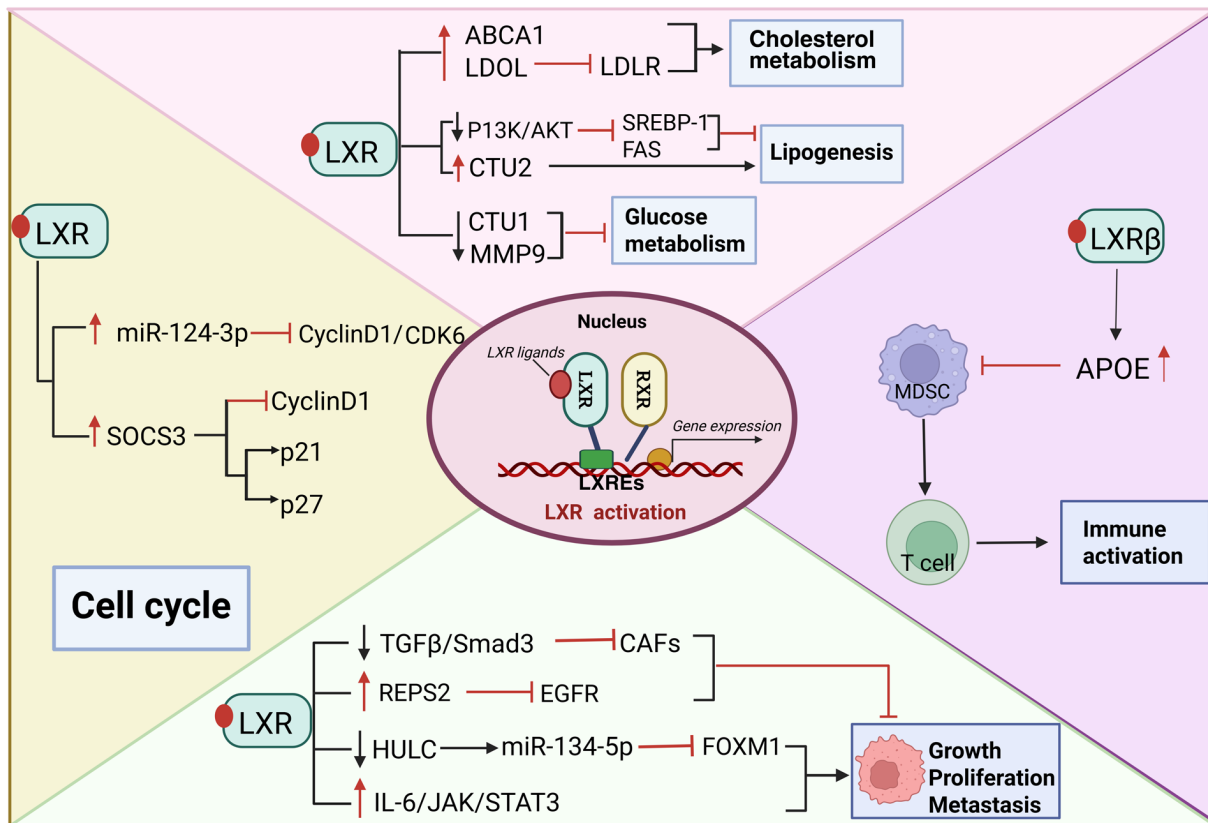 ABCA1
LDOL
LDLR
Cholesterol
metabolism
LXR
P13K/AKT
SREBP-1
FAS
CTU2
Lipogenesis
CTU1
MMP9
Glucose
metabolism
LXR
miR-124-3p
CyclinD1/CDK6
SOCS3
CyclinD1
p21
p27
Cell cycle
Nucleus
LXR ligands
LXR
RXR
Gene expression
LXREs
LXR activation
LXRβ
APOE
MDSC
T cell
Immune
activation
LXR
TGFβ/Smad3
CAFs
REPS2
EGFR
HULC
miR-134-5p
FOXM1
IL-6/JAK/STAT3
Growth
Proliferation
Metastasis